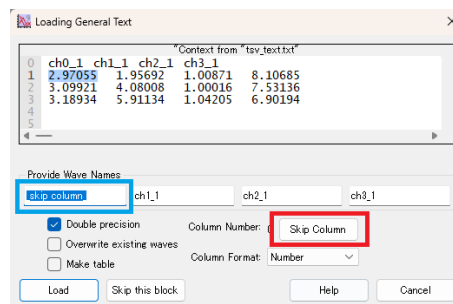 Loading General Text
"Context from "tsv_text.txt"
0 ch0_1 ch1_1 ch2_1 ch3_1
1 2.97055 1.95692 1.00871 8.10685
2 3.09921 4.08008 1.00016 7.53136
3 3.18934 5.91134 1.04205 6.90194
4
5
Provide Wave Names
skip column ch1_1 ch2_1 ch3_1
Double precision Column Number: Skip Column
Overwrite existing waves
Column Format: Number
Make table
Load Skip this block Help Cancel